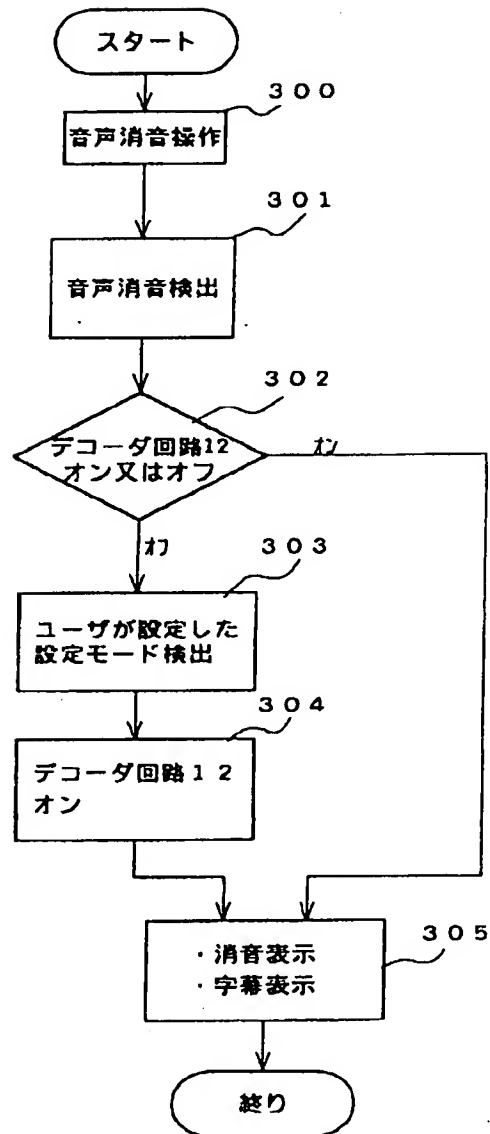 スタート
300
音声消音操作
301
音声消音検出
302
デコーダ回路12
オン又はオフ
オン
オフ
303
ユーザが設定した
設定モード検出
304
デコーダ回路12
オン
305
・消音表示
・字幕表示
終り